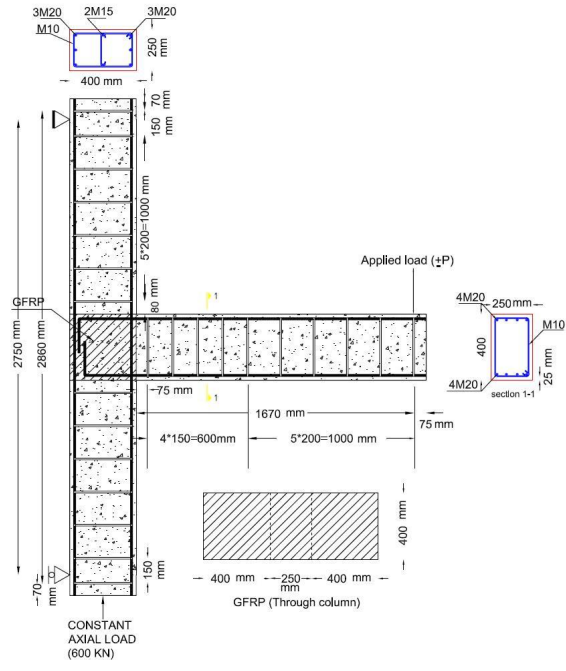 3M20
2M15
3M20
M10
250 mm
400 mm
70 mm
150 mm
5*200=1000 mm
80 mm
GFRP
2750 mm
2860 mm
Applied load (±P)
1
1
75 mm
1670 mm
75 mm
4*150=600mm
5*200=1000 mm
4M20
250 mm
M10
400
4M20
25 mm
section 1-1
400 mm
400 mm
250 mm
400 mm
GFRP (Through column)
150 mm
70 mm
CONSTANT
AXIAL LOAD
(600 KN)